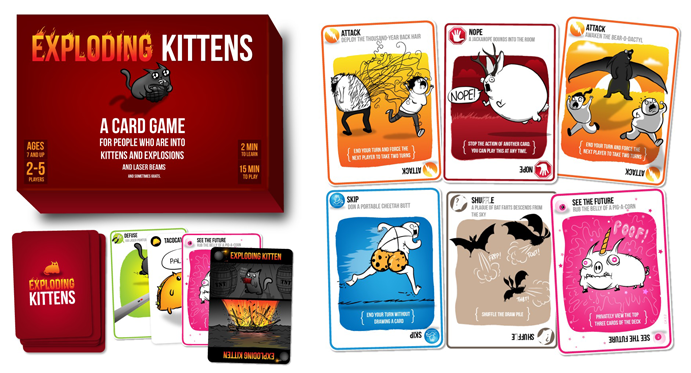 EXPLODING KITTENS
A CARD GAME
FOR PEOPLE WHO ARE INTO
KITTENS AND EXPLOSIONS
AND LASER BEAMS
AND SOMETIMES GOATS.
AGES
7 AND UP
2-5
PLAYERS
2 MIN
TO LEARN
15 MIN
TO PLAY
EXPLODING
KITTENS
DEFUSE
TACOCAT
SEE THE FUTURE
RUB THE BELLY OF A PIG-A-CORN
EXPLODING KITTEN
TNT
EXPLODING KITTEN
ATTACK
DEPLOY THE THOUSAND-YEAR BACK HAIR
END YOUR TURN AND FORCE THE
NEXT PLAYER TO TAKE TWO TURNS
ATTACK
NOPE
A JACKANOPE BOUNDS INTO THE ROOM
NOPE!
STOP THE ACTION OF ANOTHER CARD.
YOU CAN PLAY THIS AT ANY TIME.
NOPE
ATTACK
AWAKEN THE BEAR-O-DACTYL
END YOUR TURN AND FORCE THE
NEXT PLAYER TO TAKE TWO TURNS
ATTACK
SKIP
DON A PORTABLE CHEETAH BUTT
END YOUR TURN WITHOUT
DRAWING A CARD
SKIP
SHUFFLE
A PLAGUE OF BAT FARTS DESCENDS FROM
THE SKY
SHUFFLE THE DRAW PILE
SHUFFLE
SEE THE FUTURE
RUB THE BELLY OF A PIG-A-CORN
POOF!
PRIVATELY VIEW THE TOP
THREE CARDS OF THE DECK
SEE THE FUTURE